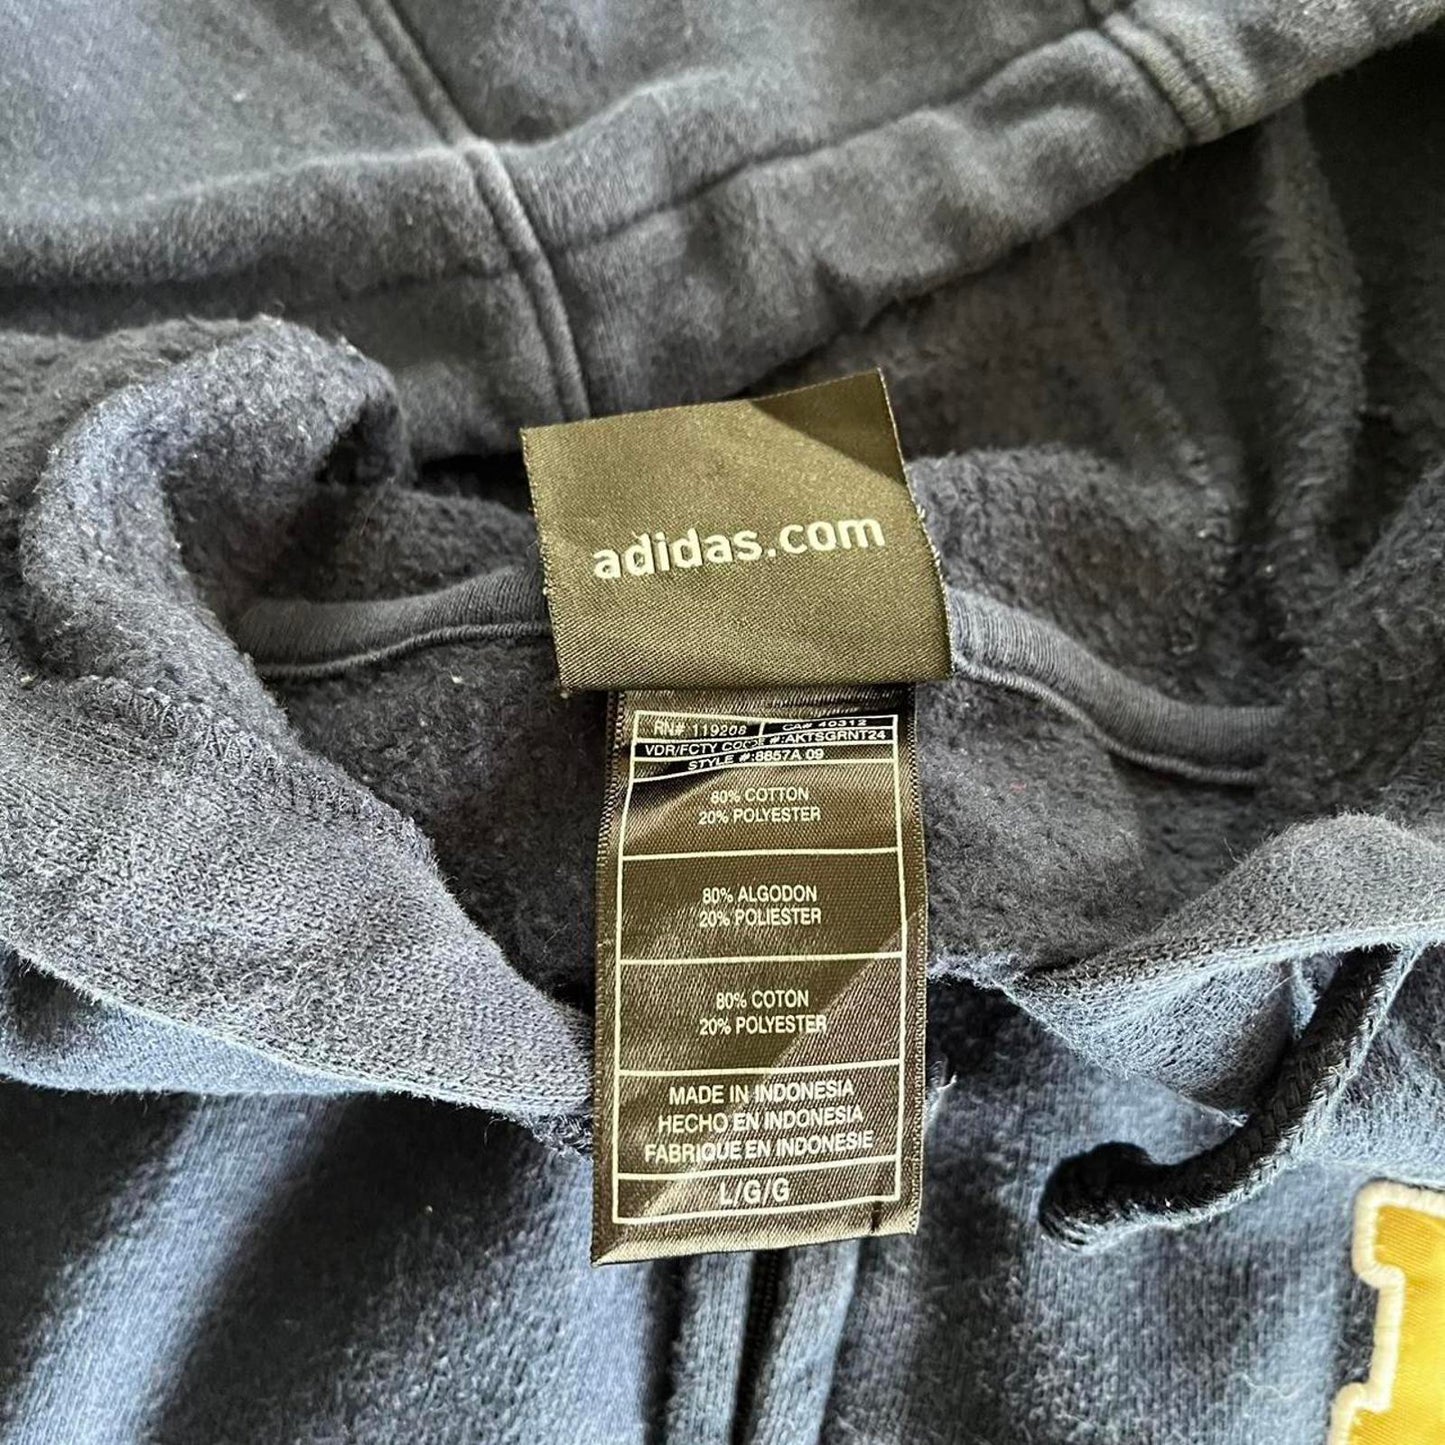 adidas.com
RN# 119208 CA# 40312
VDR/FCTY CODE #:AKTSGRNT24
STYLE #:8857A 09
80% COTTON
20% POLYESTER
80% ALGODON
20% POLIESTER
80% COTON
20% POLYESTER
MADE IN INDONESIA
HECHO EN INDONESIA
FABRIQUE EN INDONESIE
L/G/G